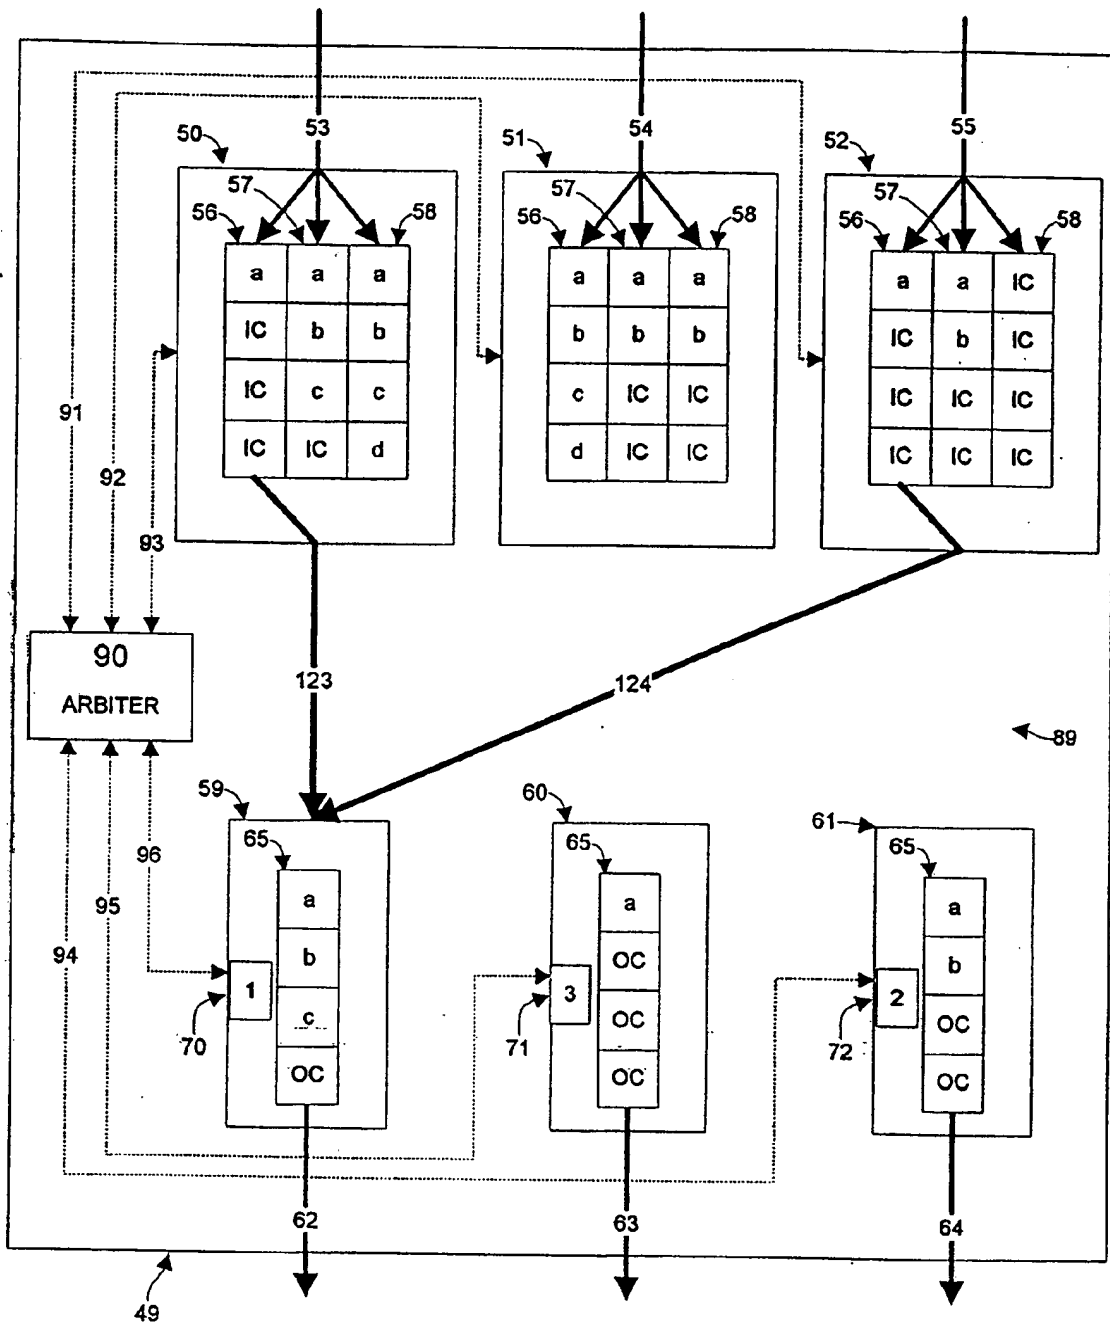 53
54
55
50
51
52
57
57
57
56
58
56
58
56
58
a a a
IC b b
IC c c
IC IC d
a a a
b b b
c IC IC
d IC IC
a a IC
IC b IC
IC IC IC
IC IC IC
91
92
93
90
ARBITER
123
124
89
59
60
61
65
65
65
96
95
94
a
b
c
OC
a
OC
OC
OC
a
b
OC
OC
1
3
2
70
71
72
62
63
64
49